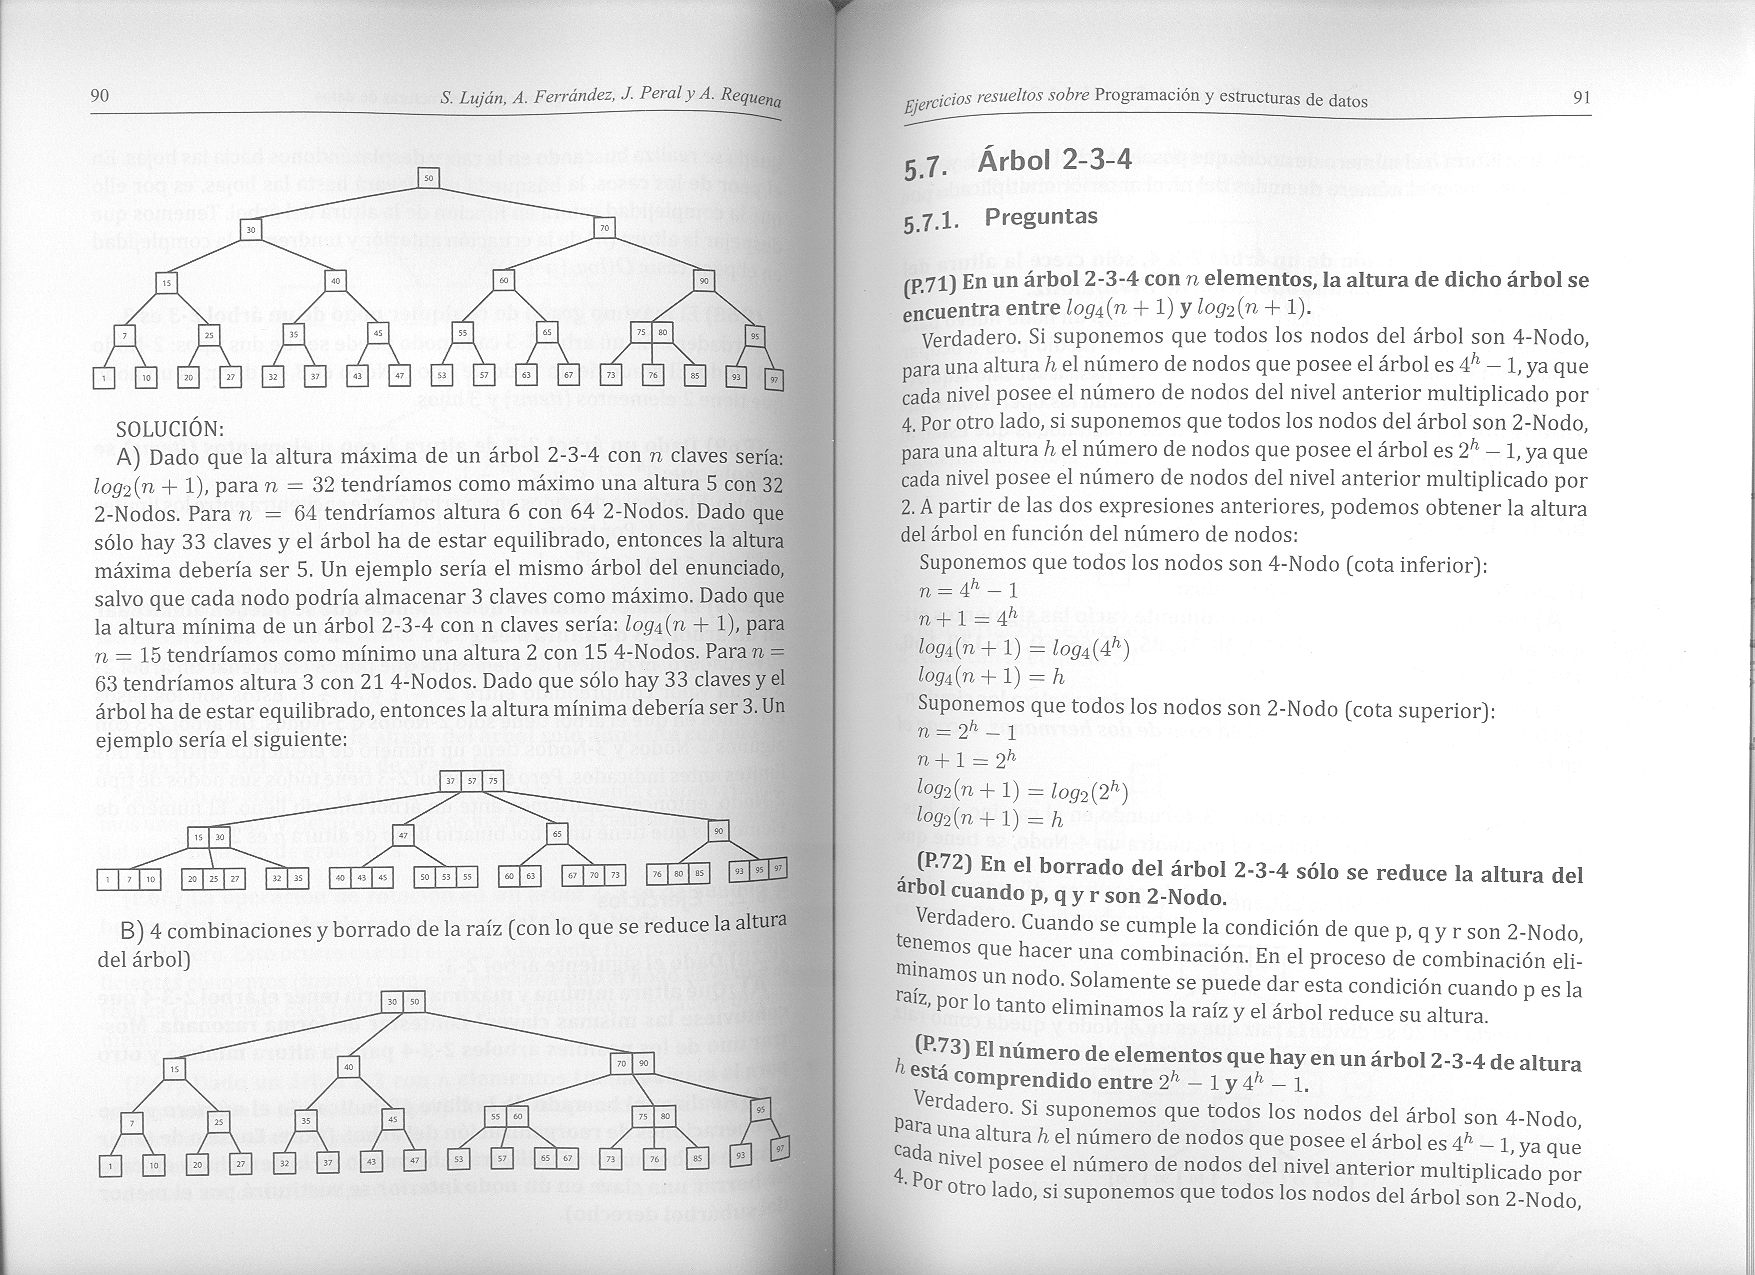 90
S. Luján, A. Ferrández, J. Peral y A. Requena
50
30 70
15 40 60 90
7 25 35 45 55 65 75 80 95
1 10 20 27 32 37 43 47 53 57 63 67 73 76 85 93 97
SOLUCIÓN:
A) Dado que la altura máxima de un árbol 2-3-4 con n claves sería:
log₂(n + 1), para n = 32 tendríamos como máximo una altura 5 con 32
2-Nodos. Para n = 64 tendríamos altura 6 con 64 2-Nodos. Dado que
sólo hay 33 claves y el árbol ha de estar equilibrado, entonces la altura
máxima debería ser 5. Un ejemplo sería el mismo árbol del enunciado,
salvo que cada nodo podría almacenar 3 claves como máximo. Dado que
la altura mínima de un árbol 2-3-4 con n claves sería: log₄(n + 1), para
n = 15 tendríamos como mínimo una altura 2 con 15 4-Nodos. Para n =
63 tendríamos altura 3 con 21 4-Nodos. Dado que sólo hay 33 claves y el
árbol ha de estar equilibrado, entonces la altura mínima debería ser 3. Un
ejemplo sería el siguiente:
37 57 75
15 30 47 65 90
1 7 10 20 25 27 32 35 40 43 45 50 53 55 60 63 67 70 73 76 80 85 93 95 97
B) 4 combinaciones y borrado de la raíz (con lo que se reduce la altura
del árbol)
30 50
15 40 70 90
7 25 35 45 55 60 75 80 95
1 10 20 27 32 37 43 47 53 57 65 67 73 76 85 93 97
Ejercicios resueltos sobre Programación y estructuras de datos
91
5.7. Árbol 2-3-4
5.7.1. Preguntas
(P.71) En un árbol 2-3-4 con n elementos, la altura de dicho árbol se
encuentra entre log₄(n + 1) y log₂(n + 1).
Verdadero. Si suponemos que todos los nodos del árbol son 4-Nodo,
para una altura h el número de nodos que posee el árbol es 4ʰ − 1, ya que
cada nivel posee el número de nodos del nivel anterior multiplicado por
4. Por otro lado, si suponemos que todos los nodos del árbol son 2-Nodo,
para una altura h el número de nodos que posee el árbol es 2ʰ − 1, ya que
cada nivel posee el número de nodos del nivel anterior multiplicado por
2. A partir de las dos expresiones anteriores, podemos obtener la altura
del árbol en función del número de nodos:
Suponemos que todos los nodos son 4-Nodo (cota inferior):
n = 4ʰ − 1
n + 1 = 4ʰ
log₄(n + 1) = log₄(4ʰ)
log₄(n + 1) = h
Suponemos que todos los nodos son 2-Nodo (cota superior):
n = 2ʰ − 1
n + 1 = 2ʰ
log₂(n + 1) = log₂(2ʰ)
log₂(n + 1) = h
(P.72) En el borrado del árbol 2-3-4 sólo se reduce la altura del
árbol cuando p, q y r son 2-Nodo.
Verdadero. Cuando se cumple la condición de que p, q y r son 2-Nodo,
tenemos que hacer una combinación. En el proceso de combinación eli-
minamos un nodo. Solamente se puede dar esta condición cuando p es la
raíz, por lo tanto eliminamos la raíz y el árbol reduce su altura.
(P.73) El número de elementos que hay en un árbol 2-3-4 de altura
h está comprendido entre 2ʰ − 1 y 4ʰ − 1.
Verdadero. Si suponemos que todos los nodos del árbol son 4-Nodo,
para una altura h el número de nodos que posee el árbol es 4ʰ − 1, ya que
cada nivel posee el número de nodos del nivel anterior multiplicado por
4. Por otro lado, si suponemos que todos los nodos del árbol son 2-Nodo,